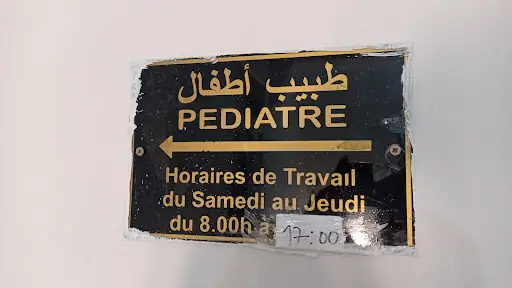 طبيب أطفال
PEDIATRE
Horaires de Travail
du Samedi au Jeudi
du 8.00h a 17:00